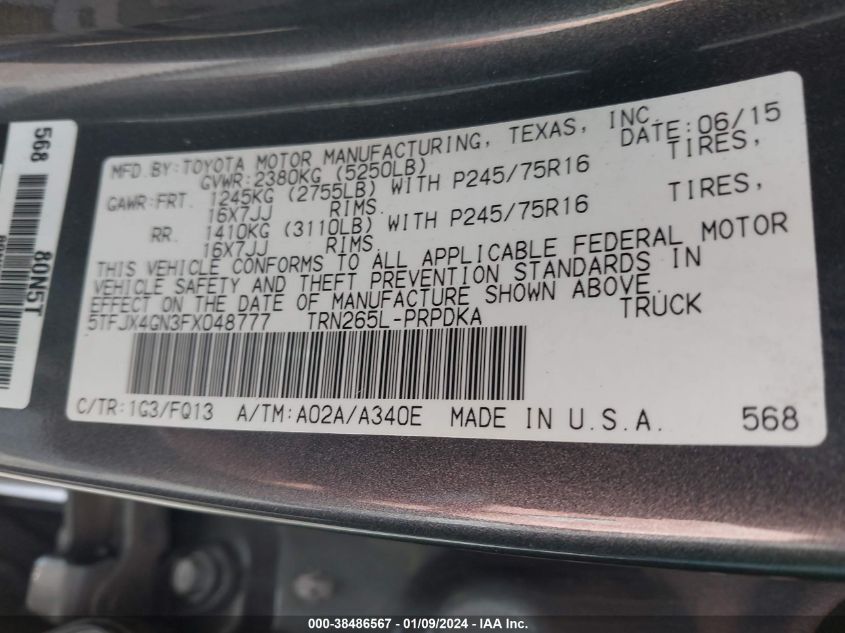 MFD. BY: TOYOTA MOTOR MANUFACTURING, TEXAS, INC. DATE: 06/15
GVWR: 2380KG (5250LB)
GAWR: FRT. 1245KG (2755LB) WITH P245/75R16 TIRES,
16X7JJ RIMS.
RR. 1410KG (3110LB) WITH P245/75R16 TIRES,
16X7JJ RIMS.
THIS VEHICLE CONFORMS TO ALL APPLICABLE FEDERAL MOTOR
VEHICLE SAFETY AND THEFT PREVENTION STANDARDS IN
EFFECT ON THE DATE OF MANUFACTURE SHOWN ABOVE.
5TFJX4GN3FX048777 TRN265L-PRPDKA TRUCK
C/TR: 1G3/FQ13 A/TM: A02A/A340E MADE IN U.S.A. 568
568
80N5T
000-38486567 - 01/09/2024 - IAA Inc.